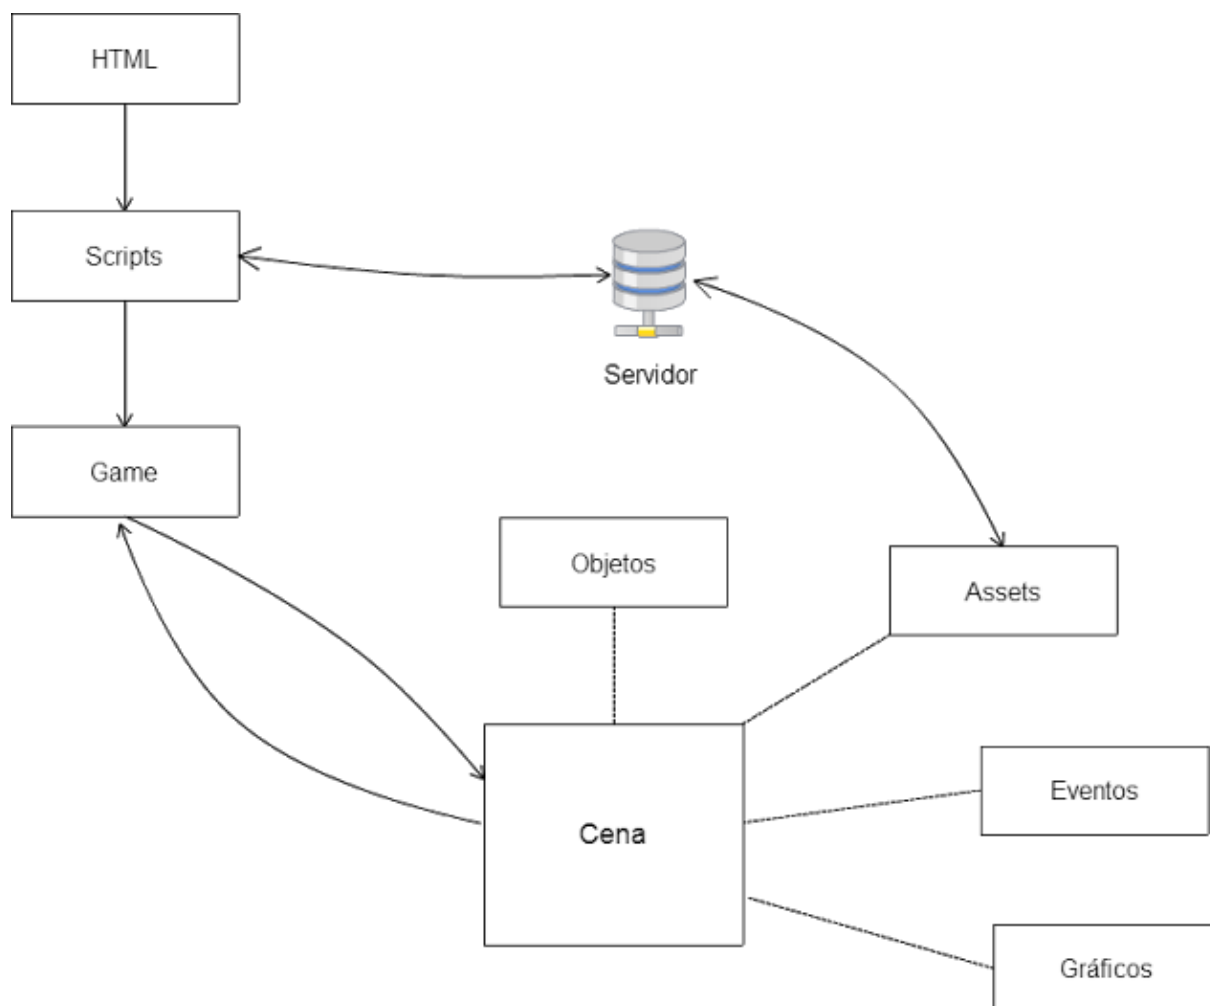 HTML
Scripts
Servidor
Game
Objetos
Assets
Eventos
Cena
Gráficos